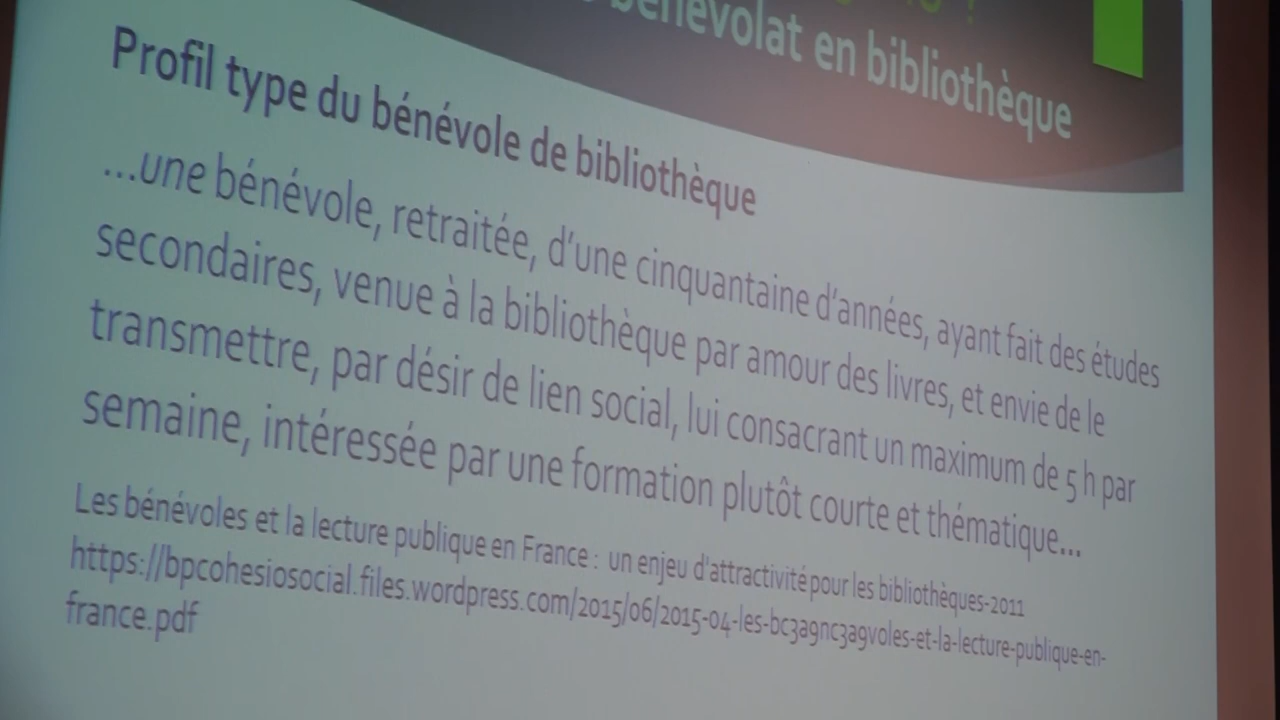 bénévolat en bibliothèque
Profil type du bénévole de bibliothèque
...une bénévole, retraitée, d'une cinquantaine d'années, ayant fait des études
secondaires, venue à la bibliothèque par amour des livres, et envie de le
transmettre, par désir de lien social, lui consacrant un maximum de 5 h par
semaine, intéressée par une formation plutôt courte et thématique...
Les bénévoles et la lecture publique en France : un enjeu d'attractivité pour les bibliothèques-2011
https://bpcohesiosocial.files.wordpress.com/2015/06/2015-04-les-bc3a9nc3a9voles-et-la-lecture-publique-en-
france.pdf